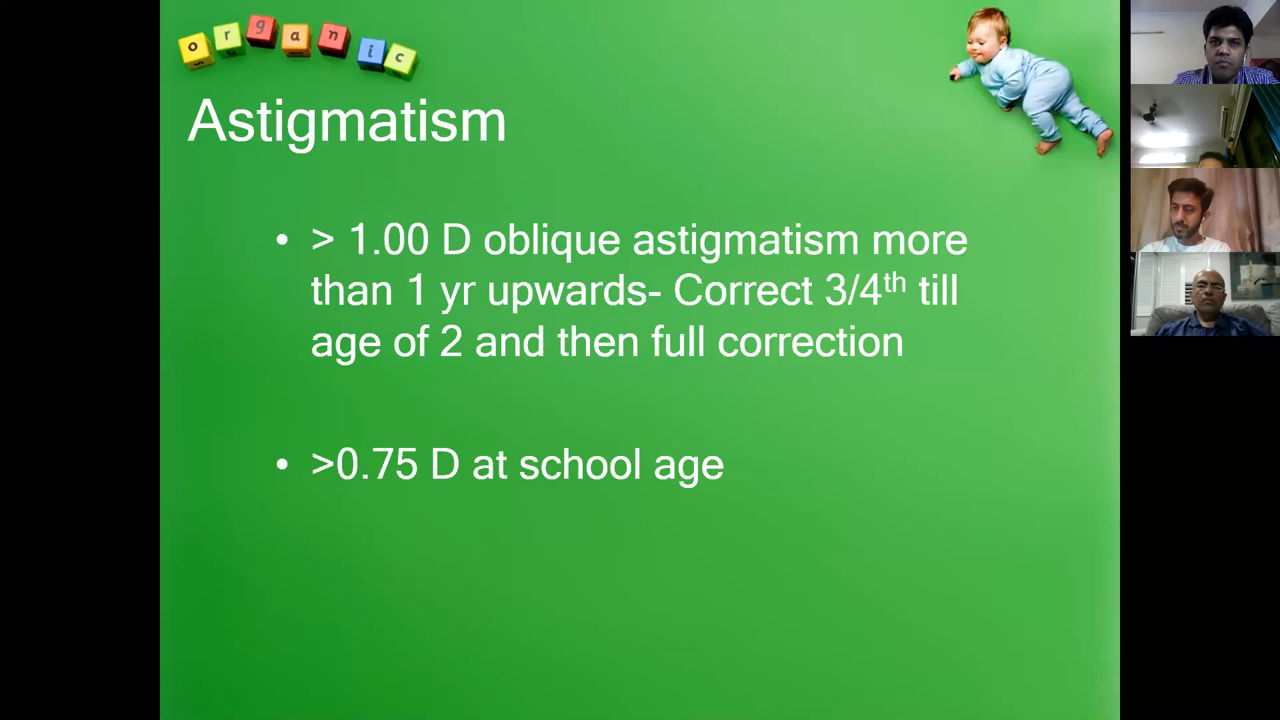 organic
Astigmatism
• > 1.00 D oblique astigmatism more
than 1 yr upwards- Correct 3/4th till
age of 2 and then full correction
• >0.75 D at school age